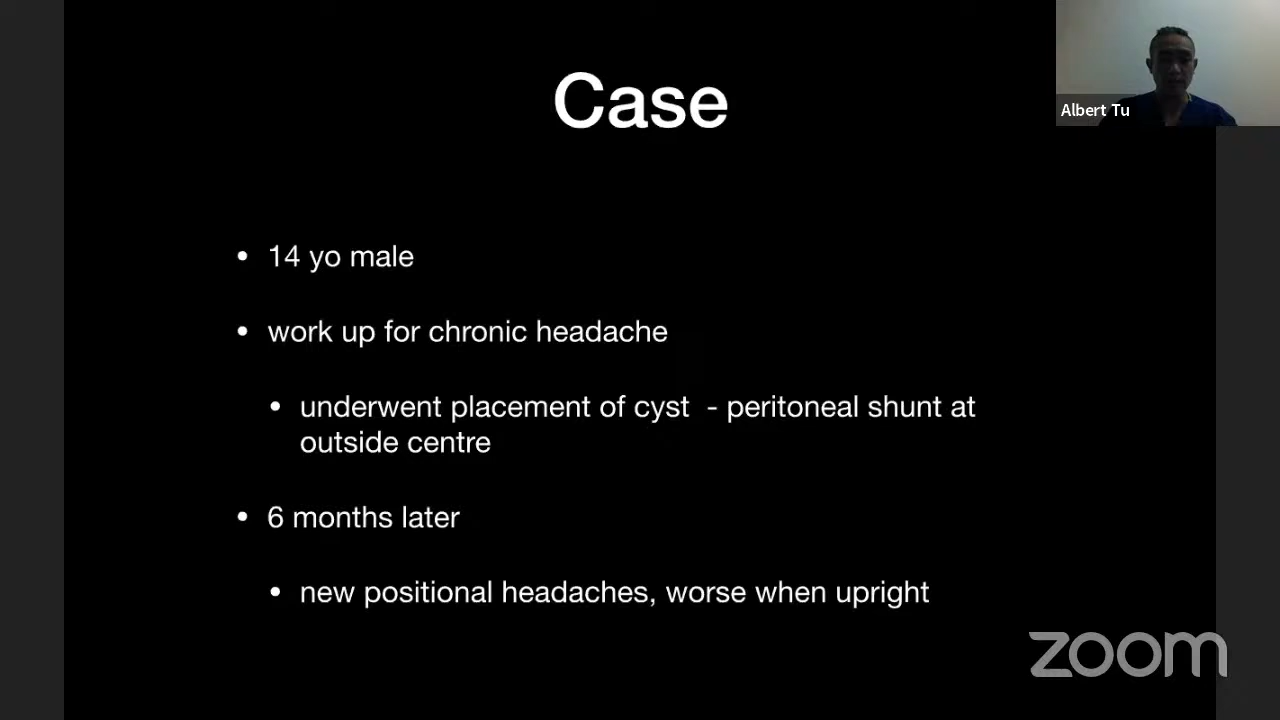 Case
Albert Tu
• 14 yo male
• work up for chronic headache
• underwent placement of cyst - peritoneal shunt at
outside centre
• 6 months later
• new positional headaches, worse when upright
zoom